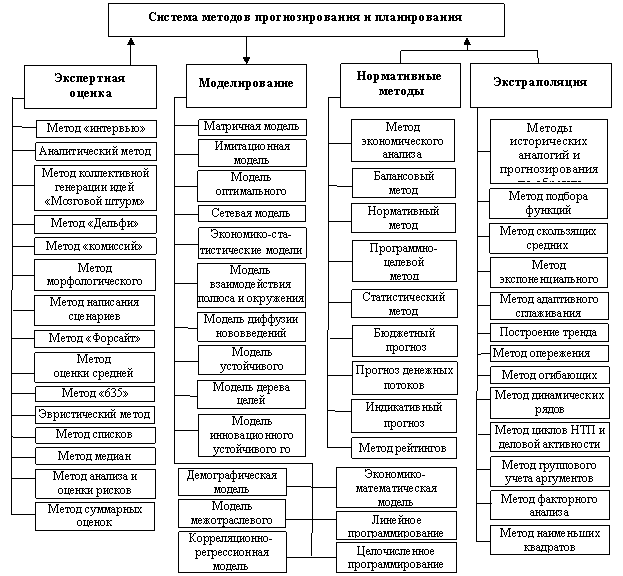 Система методов прогнозирования и планирования
Экспертная
оценка
Метод «интервью»
Аналитический метод
Метод коллективной
генерации идей
«Мозговой штурм»
Метод «Дельфи»
Метод «комиссий»
Метод
морфологического
Метод написания
сценариев
Метод «Форсайт»
Метод
оценки средней
Метод «635»
Эвристический метод
Метод списков
Метод медиан
Метод анализа и
оценки рисков
Метод суммарных
оценок
Моделирование
Матричная модель
Имитационная
модель
Модель
оптимального
Сетевая модель
Экономико-ста-
тистические модели
Модель
взаимодействия
полюса и окружения
Модель диффузии
нововведений
Модель
устойчивого
Модель дерева
целей
Модель
инновационного
устойчивого го
Демографическая
модель
Модель
межотраслевого
Корреляционно-
регрессионная
модель
Экономико-
математическая
модель
Линейное
программирование
Целочисленное
программирование
Нормативные
методы
Метод
экономического
анализа
Балансовый
метод
Нормативный
метод
Программно-
целевой
метод
Статистический
метод
Бюджетный
прогноз
Прогноз денежных
потоков
Индикативный
прогноз
Метод рейтингов
Экстраполяция
Методы
исторических
аналогий и
прогнозирования
Метод подбора
функций
Метод скользящих
средних
Метод
экспоненциального
Метод адаптивного
сглаживания
Построение тренда
Метод опережения
Метод огибающих
Метод динамических
рядов
Метод циклов НТП и
деловой активности
Метод группового
учета аргументов
Метод факторного
анализа
Метод наименьших
квадратов